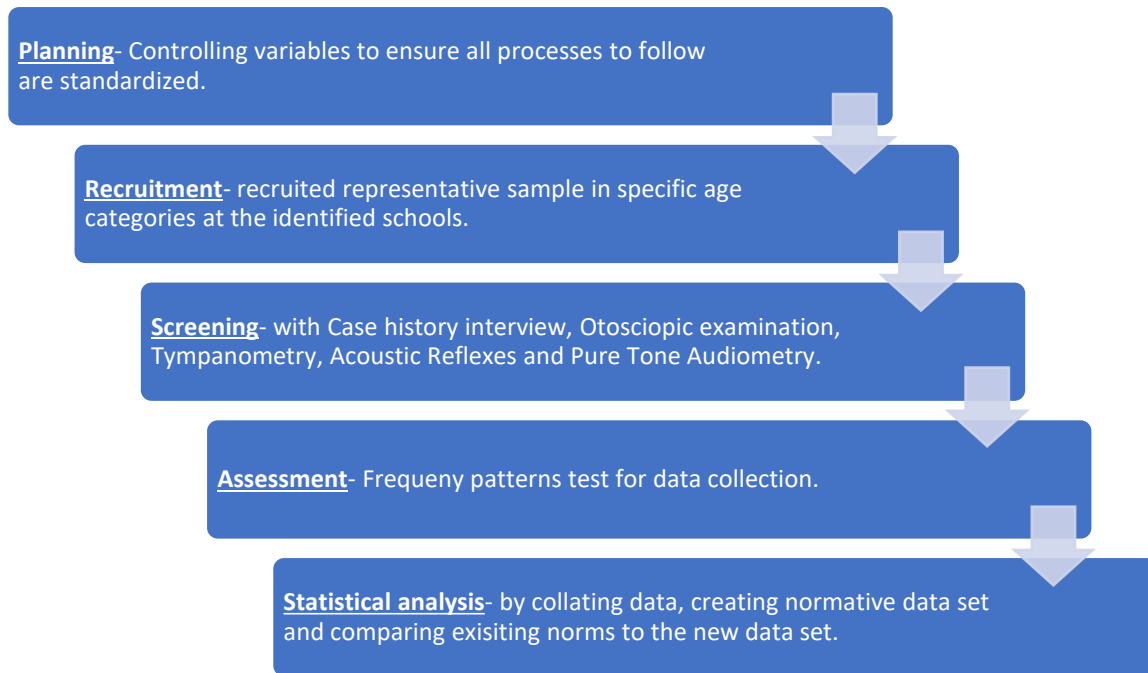 Planning- Controlling variables to ensure all processes to follow
are standardized.
Recruitment- recruited representative sample in specific age
categories at the identified schools.
Screening- with Case history interview, Otosciopic examination,
Tympanometry, Acoustic Reflexes and Pure Tone Audiometry.
Assessment- Frequeny patterns test for data collection.
Statistical analysis- by collating data, creating normative data set
and comparing exisiting norms to the new data set.